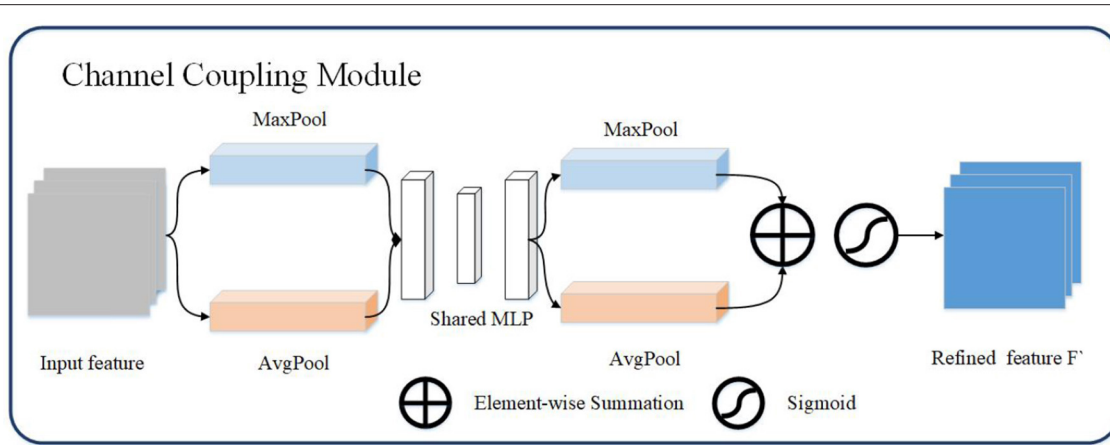 Channel Coupling Module
MaxPool
MaxPool
Shared MLP
Input feature
AvgPool
AvgPool
Refined feature F`
Element-wise Summation
Sigmoid